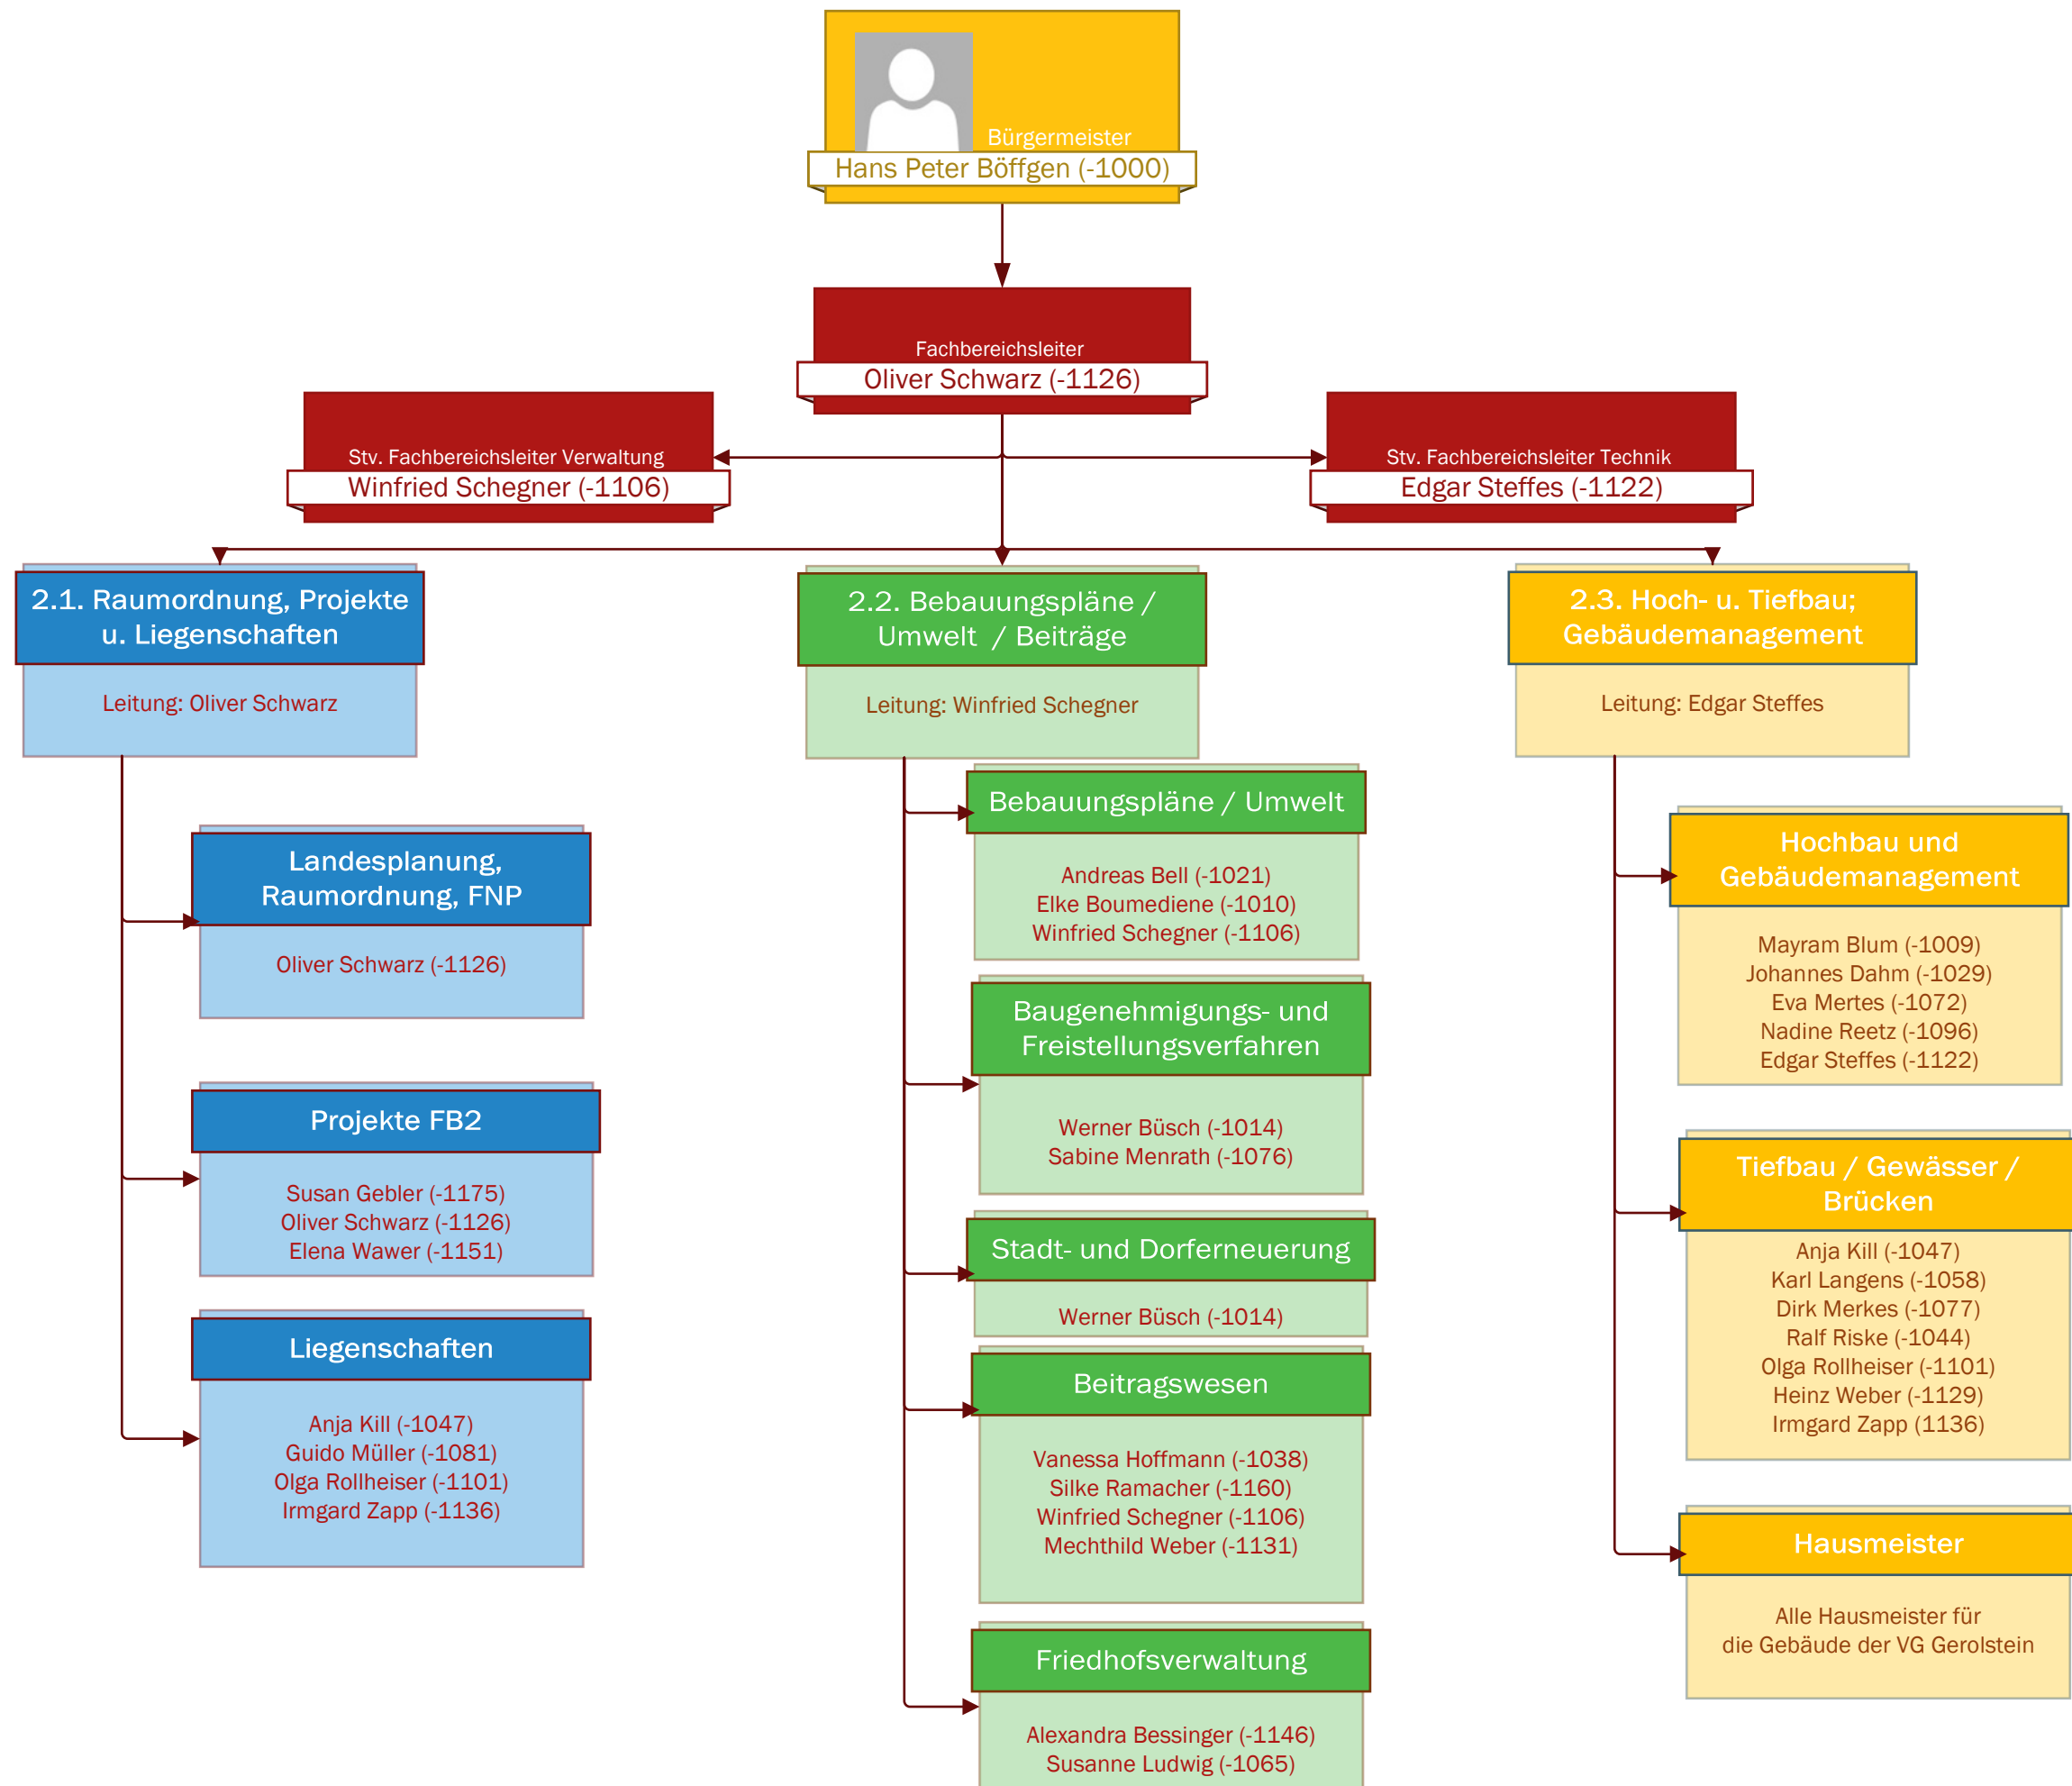 Bürgermeister
Hans Peter Böffgen (-1000)
Fachbereichsleiter
Oliver Schwarz (-1126)
Stv. Fachbereichsleiter Verwaltung
Winfried Schegner (-1106)
Stv. Fachbereichsleiter Technik
Edgar Steffes (-1122)
2.1. Raumordnung, Projekte
u. Liegenschaften
Leitung: Oliver Schwarz
Landesplanung,
Raumordnung, FNP
Oliver Schwarz (-1126)
Projekte FB2
Susan Gebler (-1175)
Oliver Schwarz (-1126)
Elena Wawer (-1151)
Liegenschaften
Anja Kill (-1047)
Guido Müller (-1081)
Olga Rollheiser (-1101)
Irmgard Zapp (-1136)
2.2. Bebauungspläne /
Umwelt / Beiträge
Leitung: Winfried Schegner
Bebauungspläne / Umwelt
Andreas Bell (-1021)
Elke Boumediene (-1010)
Winfried Schegner (-1106)
Baugenehmigungs- und
Freistellungsverfahren
Werner Büsch (-1014)
Sabine Menrath (-1076)
Stadt- und Dorferneuerung
Werner Büsch (-1014)
Beitragswesen
Vanessa Hoffmann (-1038)
Silke Ramacher (-1160)
Winfried Schegner (-1106)
Mechthild Weber (-1131)
Friedhofsverwaltung
Alexandra Bessinger (-1146)
Susanne Ludwig (-1065)
2.3. Hoch- u. Tiefbau;
Gebäudemanagement
Leitung: Edgar Steffes
Hochbau und
Gebäudemanagement
Mayram Blum (-1009)
Johannes Dahm (-1029)
Eva Mertes (-1072)
Nadine Reetz (-1096)
Edgar Steffes (-1122)
Tiefbau / Gewässer /
Brücken
Anja Kill (-1047)
Karl Langens (-1058)
Dirk Merkes (-1077)
Ralf Riske (-1044)
Olga Rollheiser (-1101)
Heinz Weber (-1129)
Irmgard Zapp (1136)
Hausmeister
Alle Hausmeister für
die Gebäude der VG Gerolstein